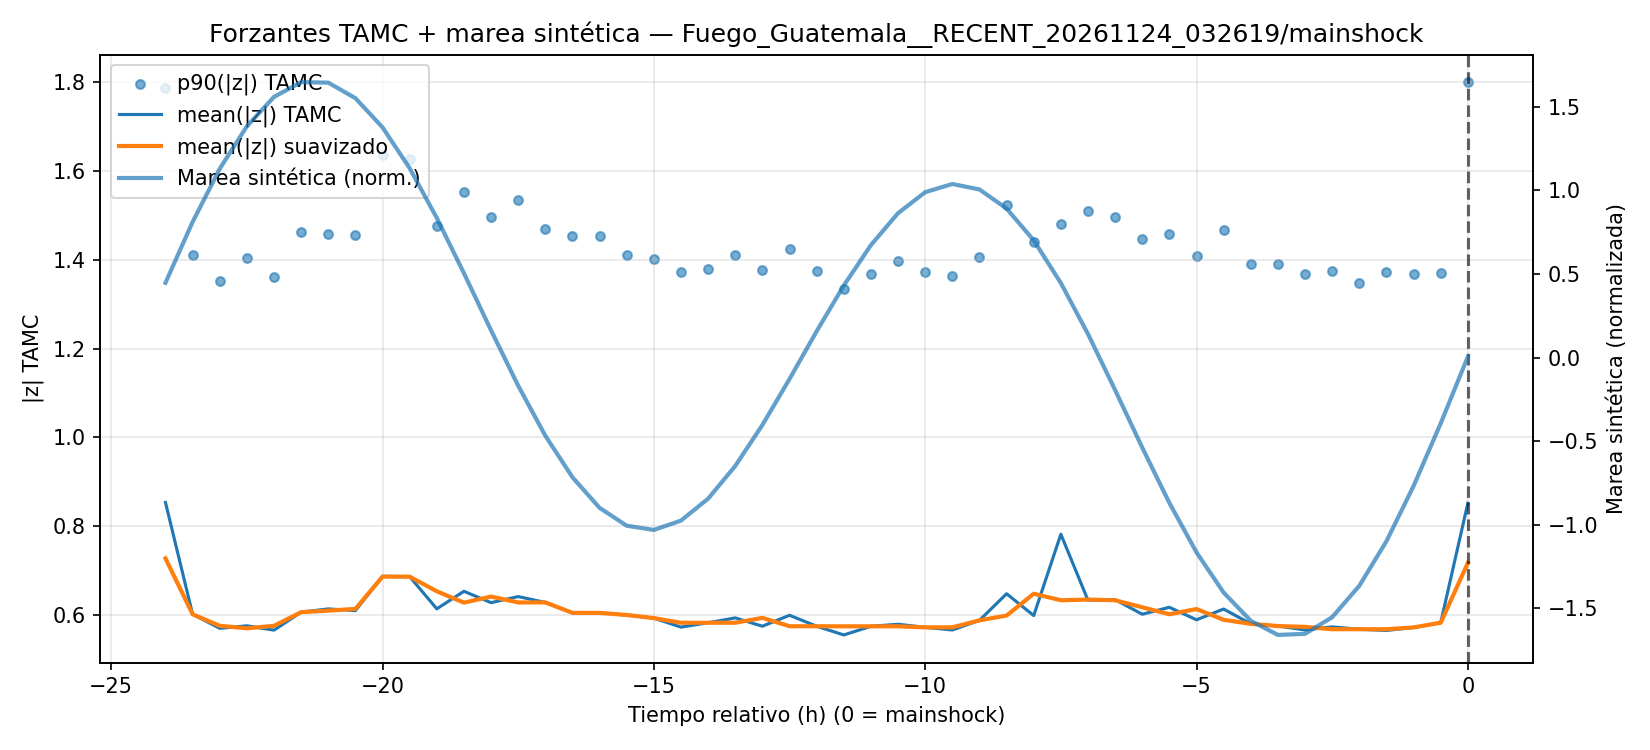 Forzantes TAMC + marea sintética — Fuego_Guatemala__RECENT_20261124_032619/mainshock
p90(|z|) TAMC
mean(|z|) TAMC
mean(|z|) suavizado
Marea sintética (norm.)
|z| TAMC
1.8
1.6
1.4
1.2
1.0
0.8
0.6
Marea sintética (normalizada)
1.5
1.0
0.5
0.0
−0.5
−1.0
−1.5
−25 −20 −15 −10 −5 0
Tiempo relativo (h) (0 = mainshock)